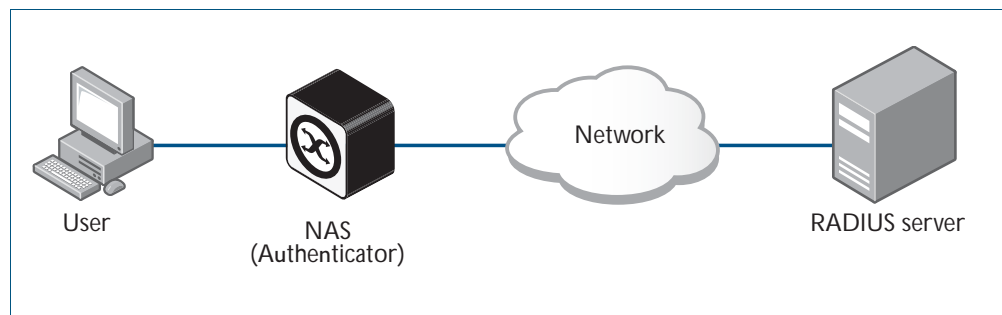 Network
User
NAS
(Authenticator)
RADIUS server